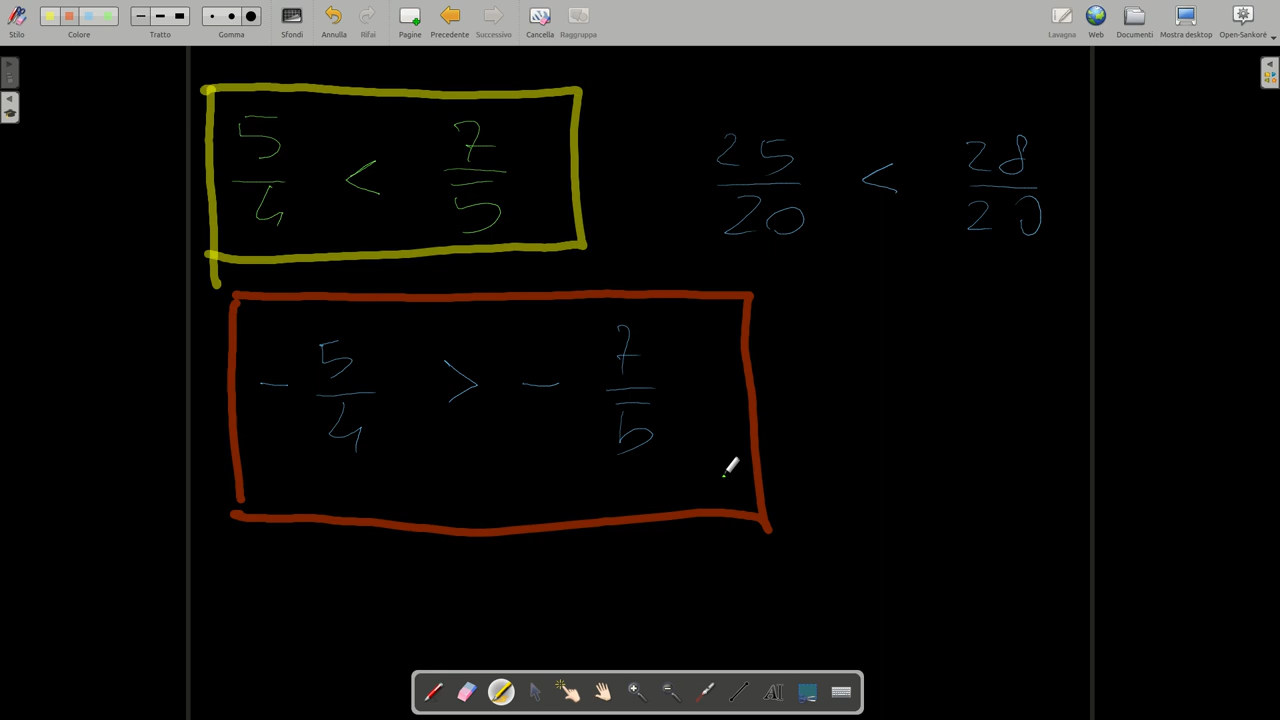 Stilo Colore Tratto Gomma Sfondi Annulla Rifai Pagine Precedente Successivo Cancella Raggruppa Lavagna Web Documenti Mostra desktop Open-Sankoré
5/4 < 7/5
25/20 < 28/20
- 5/4 > - 7/5
AI